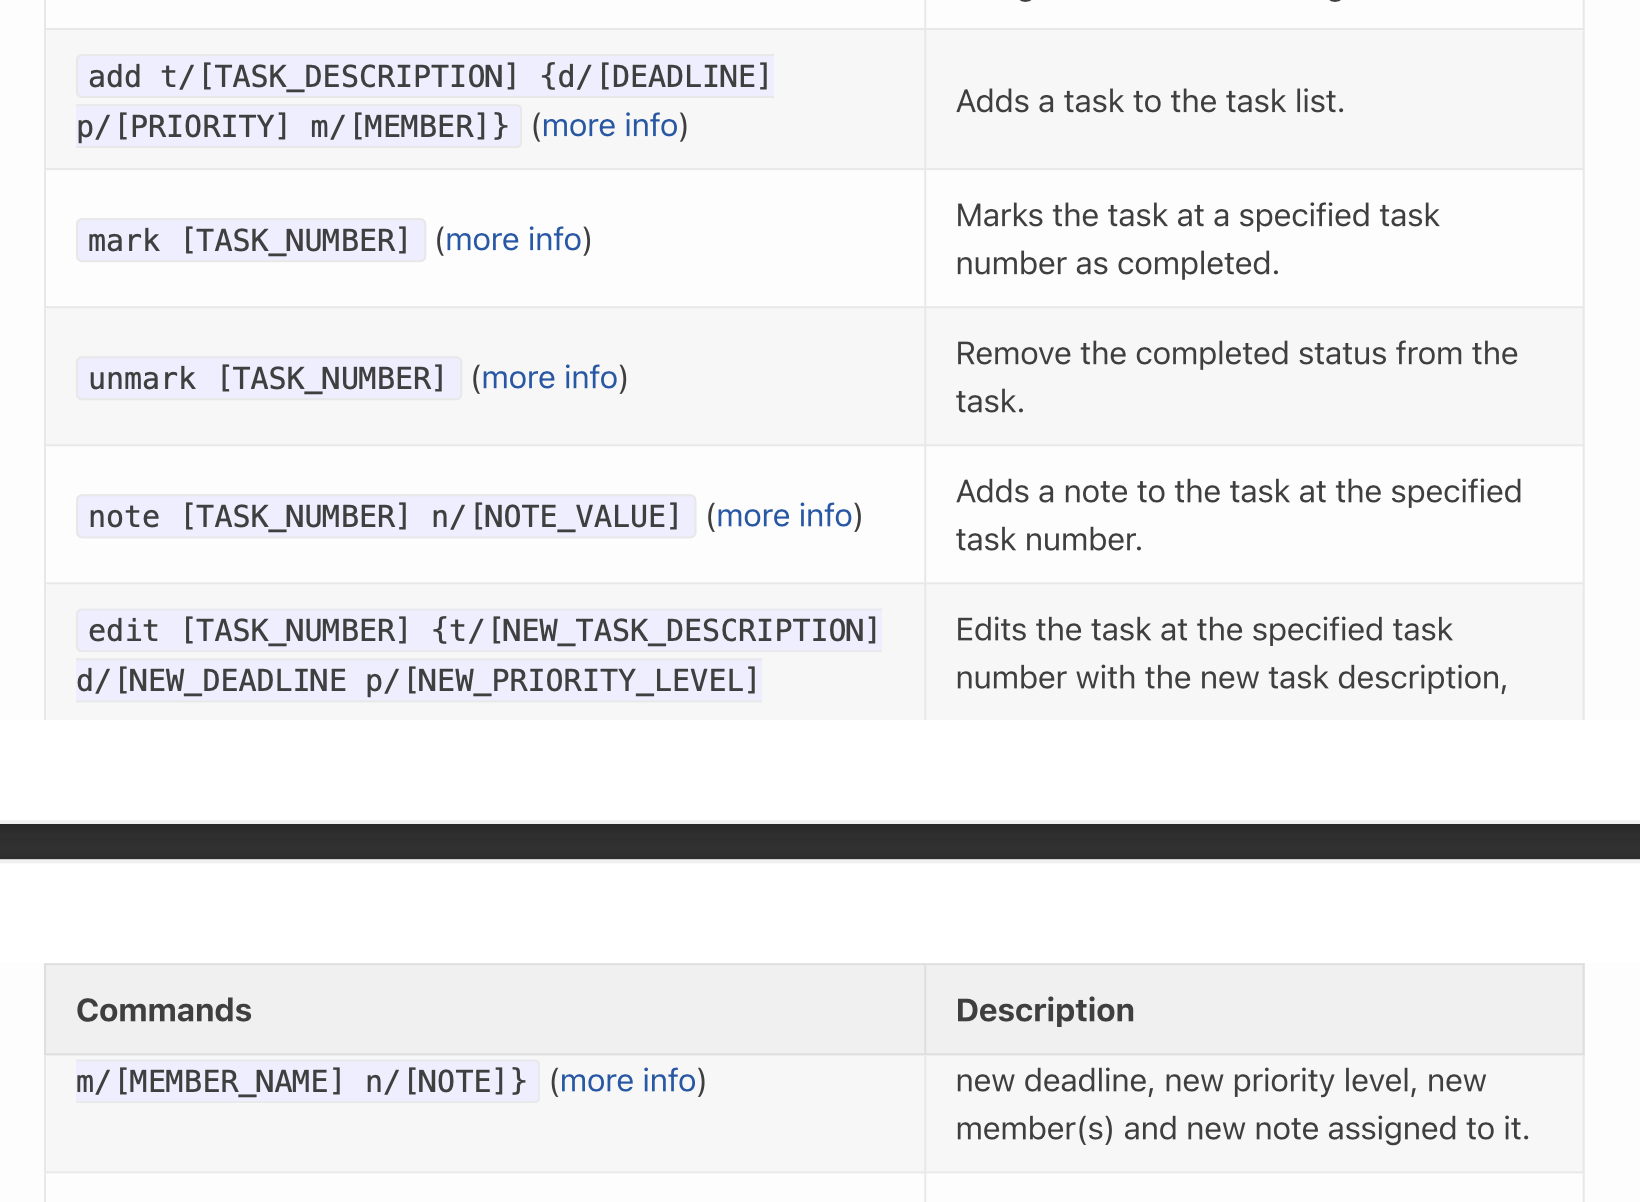 add t/[TASK_DESCRIPTION] {d/[DEADLINE]
p/[PRIORITY] m/[MEMBER]} (more info)
Adds a task to the task list.
mark [TASK_NUMBER] (more info)
Marks the task at a specified task
number as completed.
unmark [TASK_NUMBER] (more info)
Remove the completed status from the
task.
note [TASK_NUMBER] n/[NOTE_VALUE] (more info)
Adds a note to the task at the specified
task number.
edit [TASK_NUMBER] {t/[NEW_TASK_DESCRIPTION]
d/[NEW_DEADLINE p/[NEW_PRIORITY_LEVEL]
Edits the task at the specified task
number with the new task description,
Commands
Description
m/[MEMBER_NAME] n/[NOTE]} (more info)
new deadline, new priority level, new
member(s) and new note assigned to it.